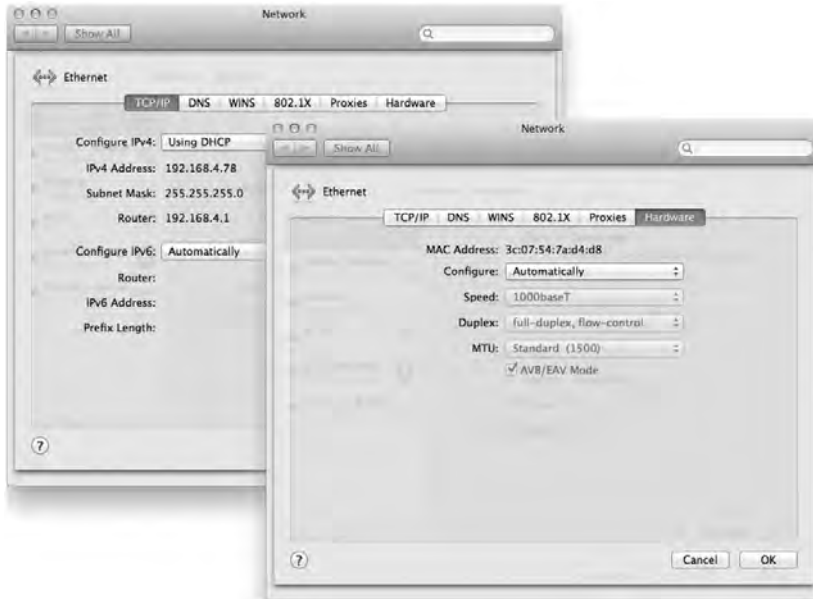 Network
Show All
Ethernet
TCP/IP DNS WINS 802.1X Proxies Hardware
Configure IPv4: Using DHCP
IPv4 Address: 192.168.4.78
Subnet Mask: 255.255.255.0
Router: 192.168.4.1
Configure IPv6: Automatically
Router:
IPv6 Address:
Prefix Length:
?
Network
Show All
Ethernet
TCP/IP DNS WINS 802.1X Proxies Hardware
MAC Address: 3c:07:54:7a:d4:d8
Configure: Automatically
Speed: 1000baseT
Duplex: full-duplex, flow-control
MTU: Standard (1500)
AVB/EAV Mode
?
Cancel OK